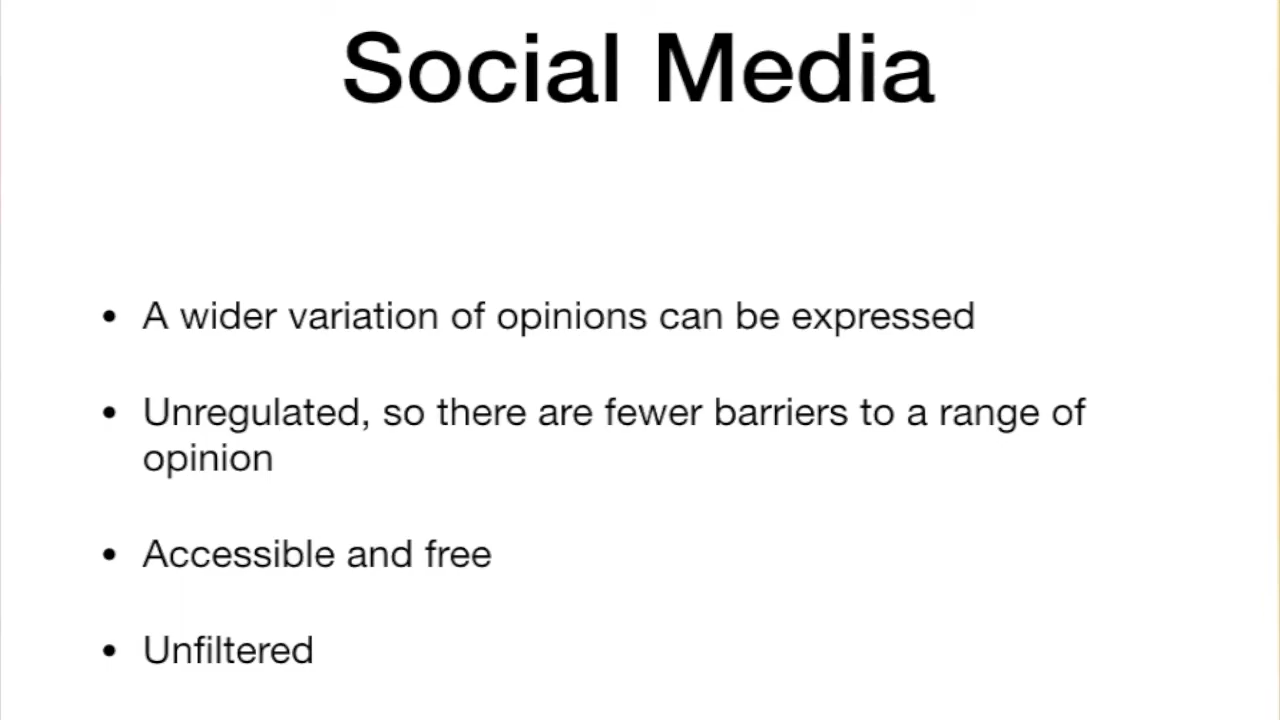 Social Media
• A wider variation of opinions can be expressed
• Unregulated, so there are fewer barriers to a range of
opinion
• Accessible and free
• Unfiltered